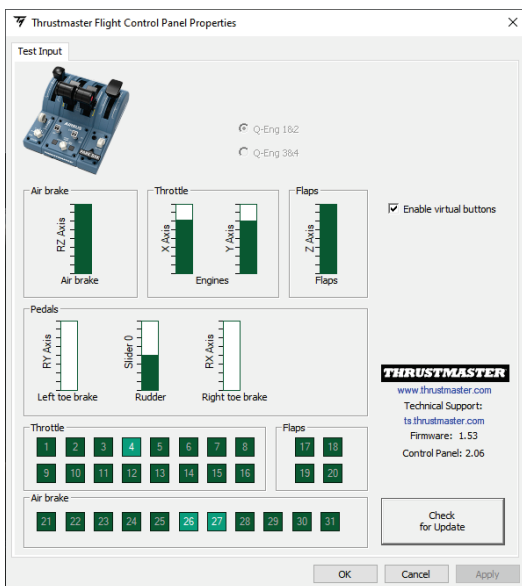 Thrustmaster Flight Control Panel Properties
Test Input
Q-Eng 1&2
Q-Eng 3&4
Air brake
Throttle
Flaps
Enable virtual buttons
RZ Axis
X Axis
Y Axis
Z Axis
Air brake
Engines
Flaps
Pedals
RY Axis
Slider 0
RX Axis
Left toe brake
Rudder
Right toe brake
THRUSTMASTER
www.thrustmaster.com
Technical Support:
ts.thrustmaster.com
Firmware: 1.53
Control Panel: 2.06
Throttle
Flaps
1 2 3 4 5 6 7 8
17 18
9 10 11 12 13 14 15 16
19 20
Air brake
21 22 23 24 25 26 27 28 29 30 31
Check
for Update
OK Cancel Apply